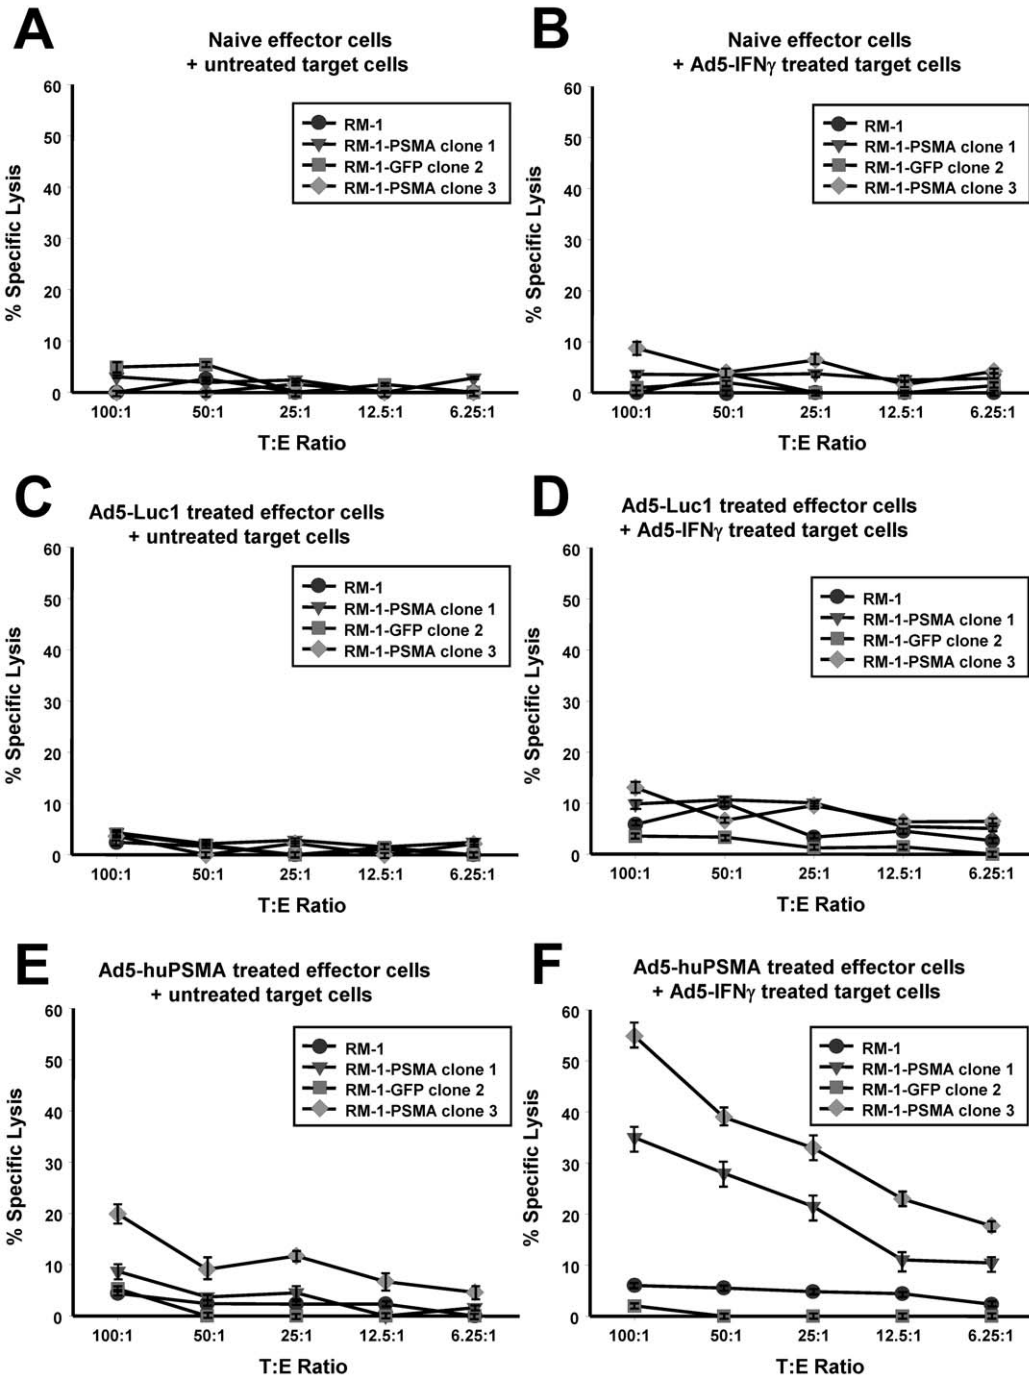 A
Naive effector cells
+ untreated target cells
60
50
40
30
20
10
0
% Specific Lysis
RM-1
RM-1-PSMA clone 1
RM-1-GFP clone 2
RM-1-PSMA clone 3
100:1 50:1 25:1 12.5:1 6.25:1
T:E Ratio
B
Naive effector cells
+ Ad5-IFNγ treated target cells
60
50
40
30
20
10
0
% Specific Lysis
RM-1
RM-1-PSMA clone 1
RM-1-GFP clone 2
RM-1-PSMA clone 3
100:1 50:1 25:1 12.5:1 6.25:1
T:E Ratio
C
Ad5-Luc1 treated effector cells
+ untreated target cells
60
50
40
30
20
10
0
% Specific Lysis
RM-1
RM-1-PSMA clone 1
RM-1-GFP clone 2
RM-1-PSMA clone 3
100:1 50:1 25:1 12.5:1 6.25:1
T:E Ratio
D
Ad5-Luc1 treated effector cells
+ Ad5-IFNγ treated target cells
60
50
40
30
20
10
0
% Specific Lysis
RM-1
RM-1-PSMA clone 1
RM-1-GFP clone 2
RM-1-PSMA clone 3
100:1 50:1 25:1 12.5:1 6.25:1
T:E Ratio
E
Ad5-huPSMA treated effector cells
+ untreated target cells
60
50
40
30
20
10
0
% Specific Lysis
RM-1
RM-1-PSMA clone 1
RM-1-GFP clone 2
RM-1-PSMA clone 3
100:1 50:1 25:1 12.5:1 6.25:1
T:E Ratio
F
Ad5-huPSMA treated effector cells
+ Ad5-IFNγ treated target cells
60
50
40
30
20
10
0
% Specific Lysis
RM-1
RM-1-PSMA clone 1
RM-1-GFP clone 2
RM-1-PSMA clone 3
100:1 50:1 25:1 12.5:1 6.25:1
T:E Ratio